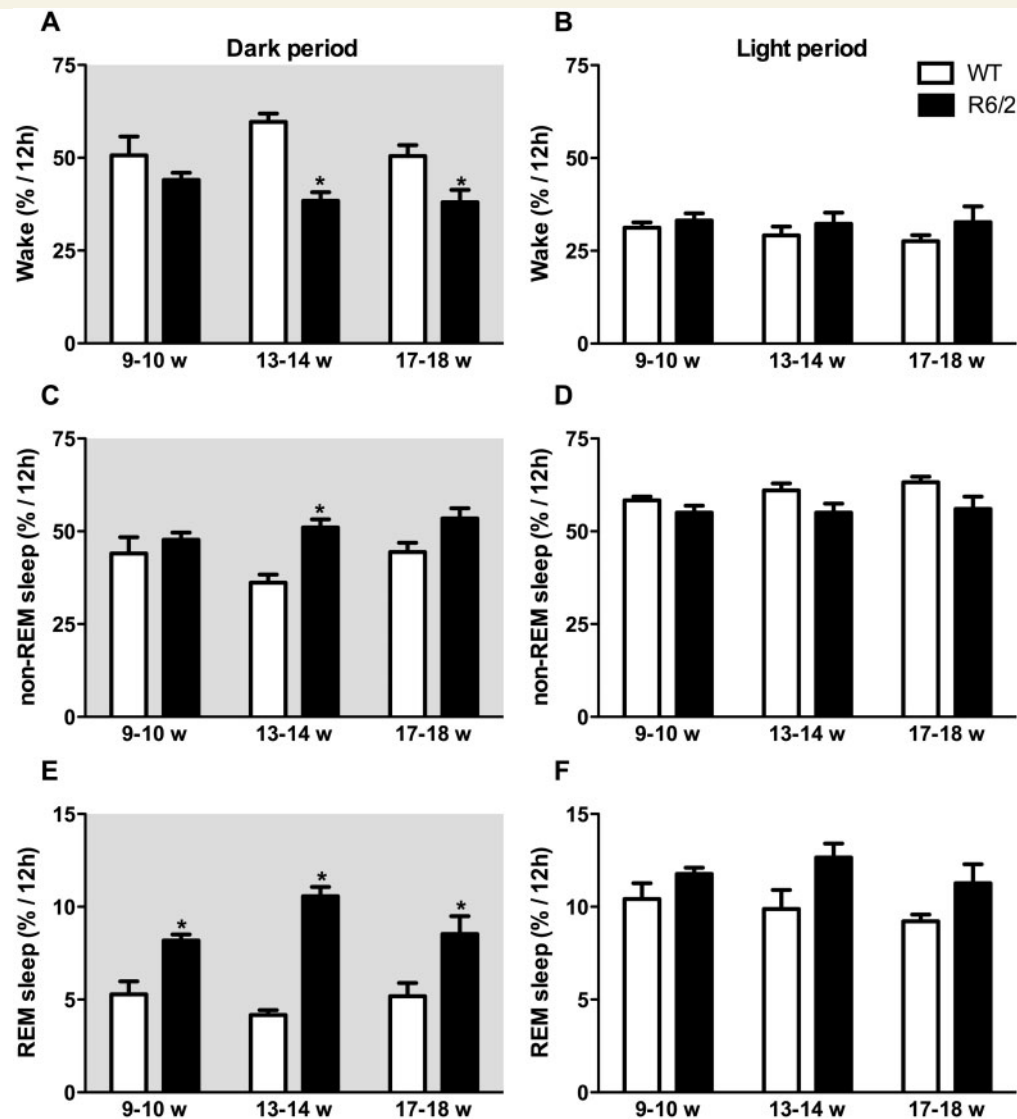 A
Dark period
Wake (% / 12h)
75
50
25
0
*
*
9-10 w
13-14 w
17-18 w
B
Light period
WT
R6/2
Wake (% / 12h)
75
50
25
0
9-10 w
13-14 w
17-18 w
C
non-REM sleep (% / 12h)
75
50
25
0
*
9-10 w
13-14 w
17-18 w
D
non-REM sleep (% / 12h)
75
50
25
0
9-10 w
13-14 w
17-18 w
E
REM sleep (% / 12h)
15
10
5
0
*
*
*
9-10 w
13-14 w
17-18 w
F
REM sleep (% / 12h)
15
10
5
0
9-10 w
13-14 w
17-18 w